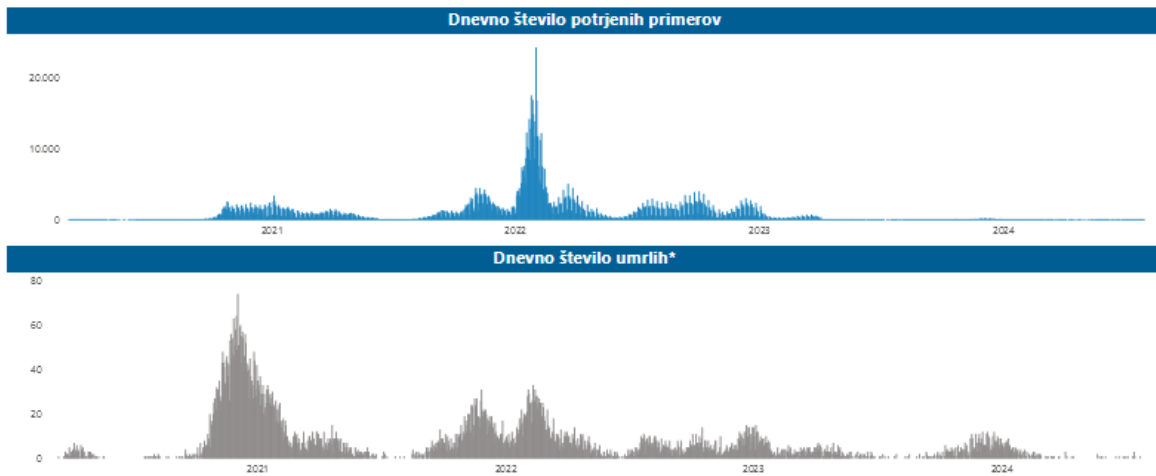 Dnevno število potrjenih primerov
20.000
10.000
0
2021 2022 2023 2024
Dnevno število umrlih*
80
60
40
20
0
2021 2022 2023 2024